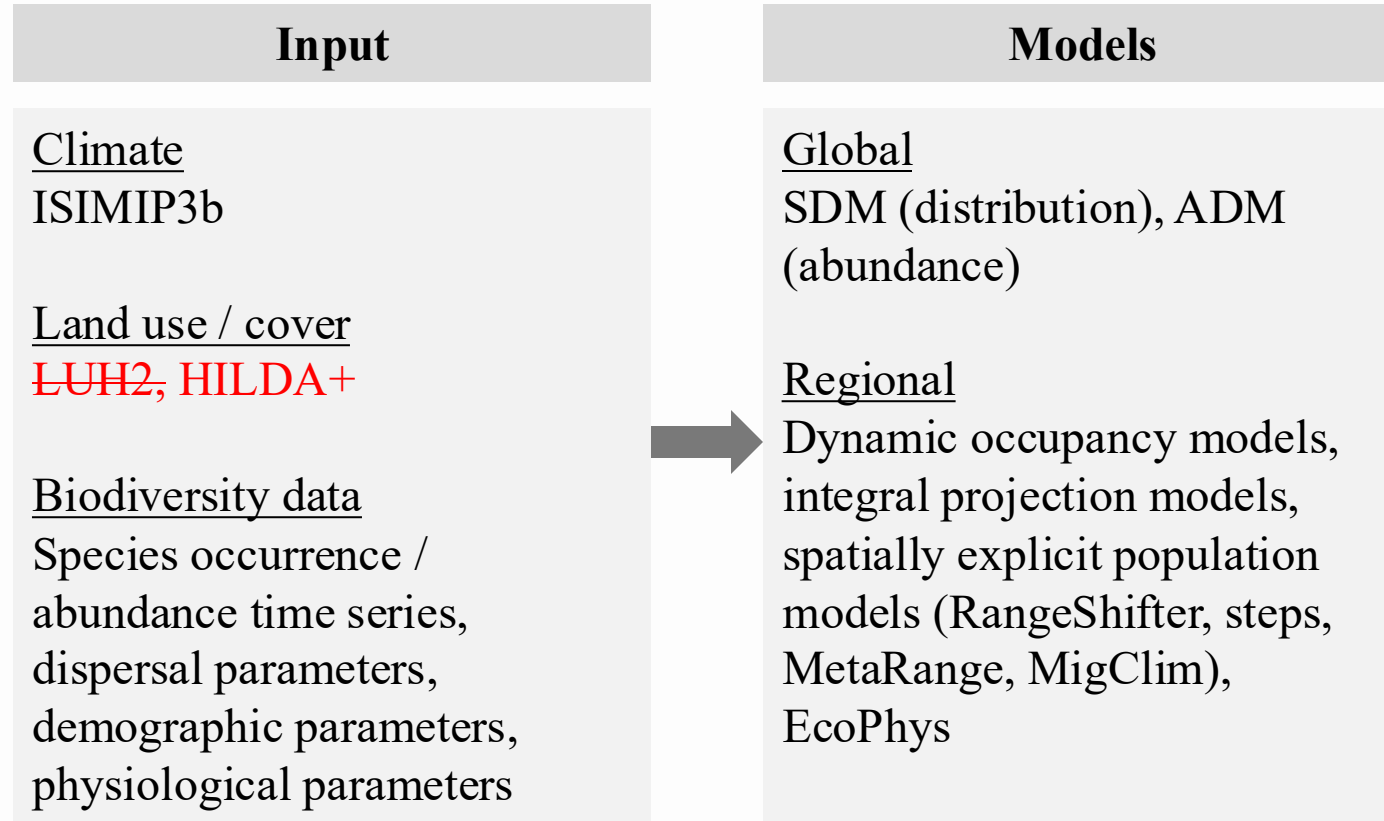 Input
Climate
ISIMIP3b
Land use / cover
LUH2, HILDA+
Biodiversity data
Species occurrence /
abundance time series,
dispersal parameters,
demographic parameters,
physiological parameters
Models
Global
SDM (distribution), ADM
(abundance)
Regional
Dynamic occupancy models,
integral projection models,
spatially explicit population
models (RangeShifter, steps,
MetaRange, MigClim),
EcoPhys